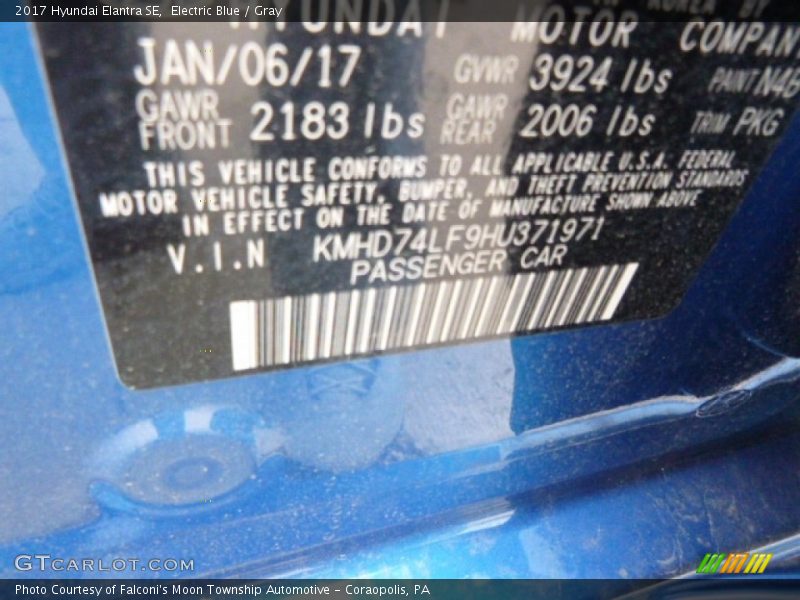 2017 Hyundai Elantra SE, Electric Blue / Gray
HYUNDAI MOTOR COMPANY
JAN/06/17 GVWR 3924 lbs PAINT N4B
GAWR FRONT 2183 lbs GAWR REAR 2006 lbs TRIM PKG
THIS VEHICLE CONFORMS TO ALL APPLICABLE U.S.A. FEDERAL
MOTOR VEHICLE SAFETY, BUMPER, AND THEFT PREVENTION STANDARDS
IN EFFECT ON THE DATE OF MANUFACTURE SHOWN ABOVE
V.I.N KMHD74LF9HU371971
PASSENGER CAR
GTCARLOT.COM
Photo Courtesy of Falconi's Moon Township Automotive – Coraopolis, PA